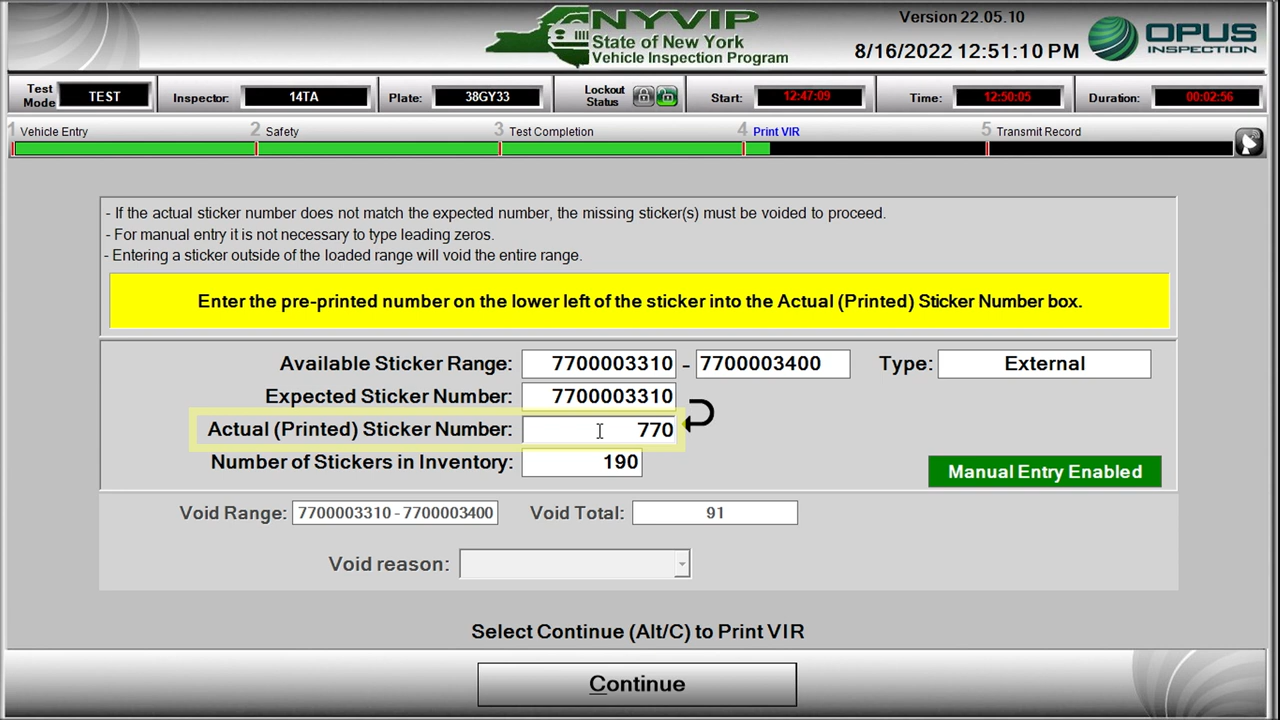 NYVIP
State of New York
Vehicle Inspection Program
Version 22.05.10
8/16/2022 12:51:10 PM
OPUS
INSPECTION
Test Mode TEST Inspector: 14TA Plate: 38GY33 Lockout Status Start: 12:47:09 Time: 12:50:05 Duration: 00:02:56
1 Vehicle Entry 2 Safety 3 Test Completion 4 Print VIR 5 Transmit Record
- If the actual sticker number does not match the expected number, the missing sticker(s) must be voided to proceed.
- For manual entry it is not necessary to type leading zeros.
- Entering a sticker outside of the loaded range will void the entire range.
Enter the pre-printed number on the lower left of the sticker into the Actual (Printed) Sticker Number box.
Available Sticker Range: 7700003310 - 7700003400 Type: External
Expected Sticker Number: 7700003310
Actual (Printed) Sticker Number: 770
Number of Stickers in Inventory: 190
Manual Entry Enabled
Void Range: 7700003310 - 7700003400 Void Total: 91
Void reason:
Select Continue (Alt/C) to Print VIR
Continue